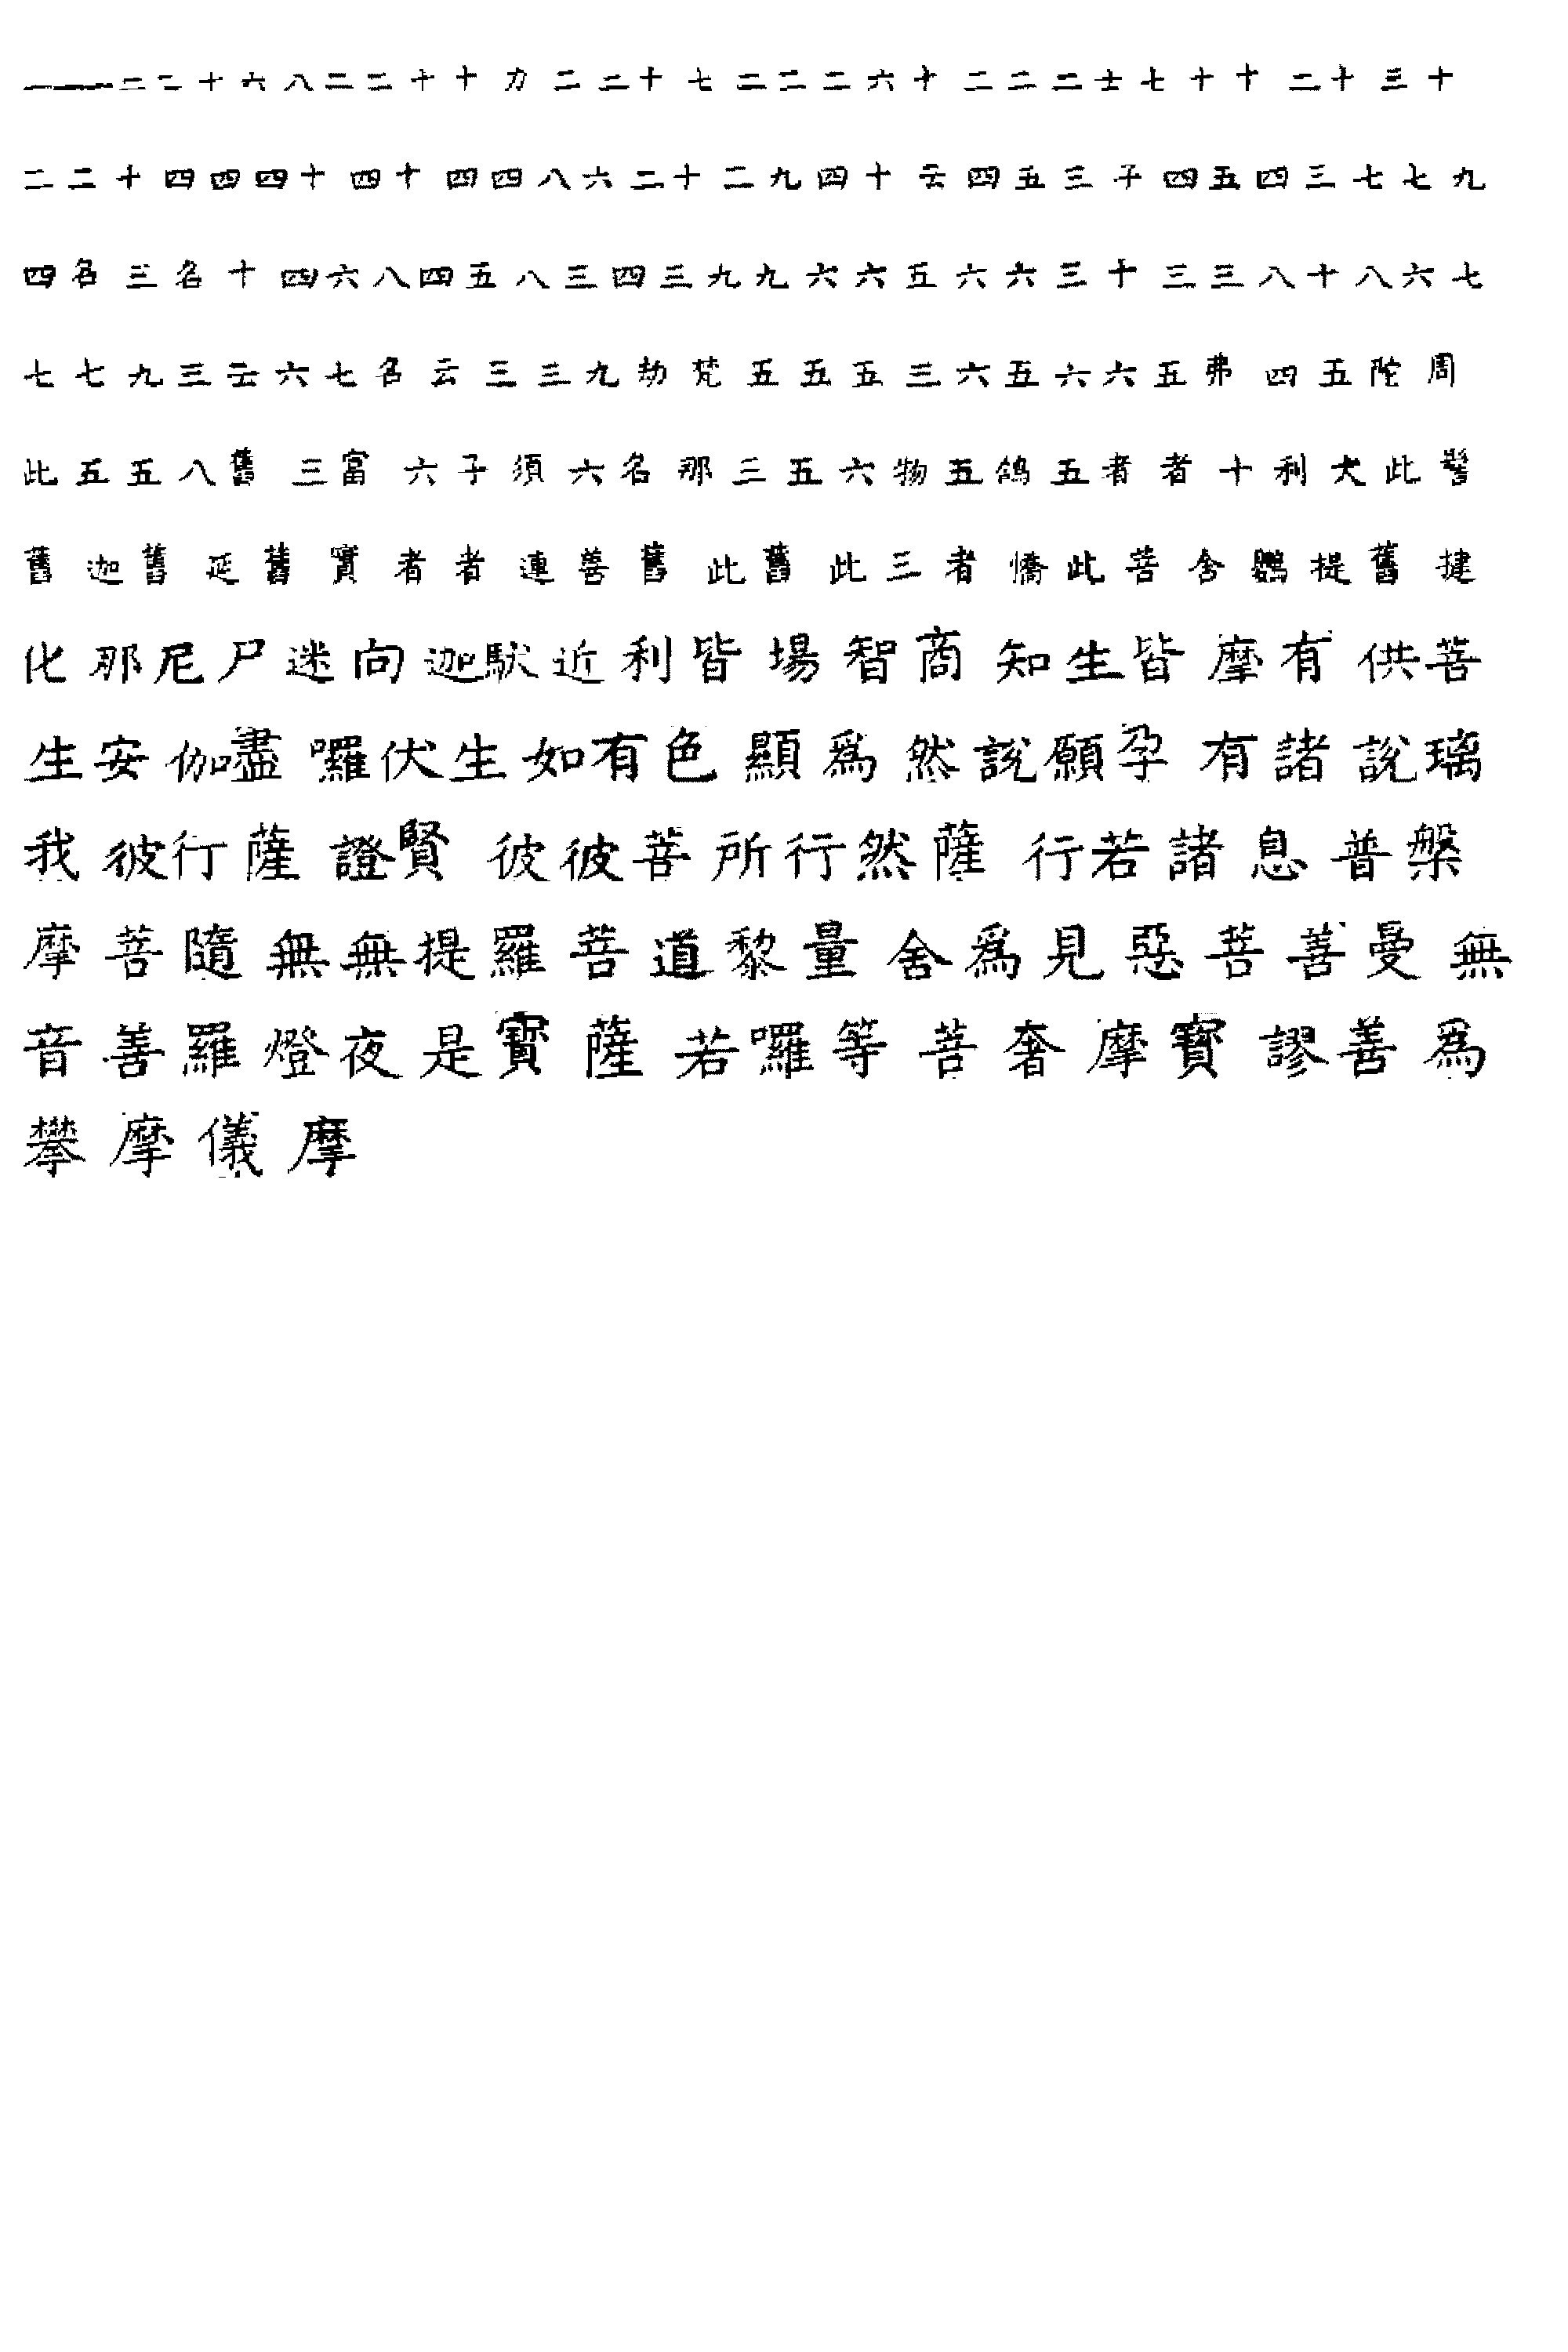 一一一二二十六八二二十十力二二十七二二二六十二二二士七十十二十三十
二二十四四四十四十四四八六二十二九四十云四五三子四五四三七七九
四名三名十四六八四五八三四三九九六六五六六三十三三八十八六七
七七九三云六七名云三三九劫梵五五五三六五六六五弗四五陀周
此五五八舊三富六子須六名那三五六物五鴿五者者十利犬此髻
舊迦舊延舊實者者連善舊此舊此三者憍此菩舍鸚提舊揵
化那尼尸迷向迦馱近利皆場智商知生皆摩有供菩
生安伽盡囉伏生如有色顯爲然說願孕有諸說璃
我彼行薩證賢彼彼菩所行然薩行若諸息普槃
摩菩隨無無提羅菩道黎量舍爲見惡菩善曼無
音善羅燈夜是寶薩若囉等菩奢摩寶謬善爲
攀摩儀摩